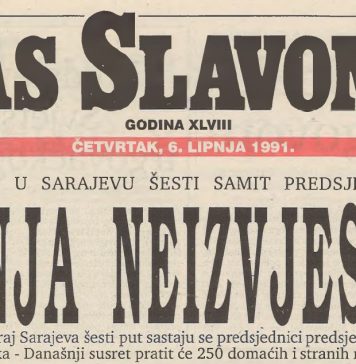 AS SLAVON
GODINA XLVIII
ČETVRTAK, 6. LIPNJA 1991.
U SARAJEVU ŠESTI SAMIT PREDSJE
NJA NEIZVJES
raj Sarajeva šesti put sastaju se predsjednici predsje
ka - Današnji susret pratit će 250 domaćih i stranih n